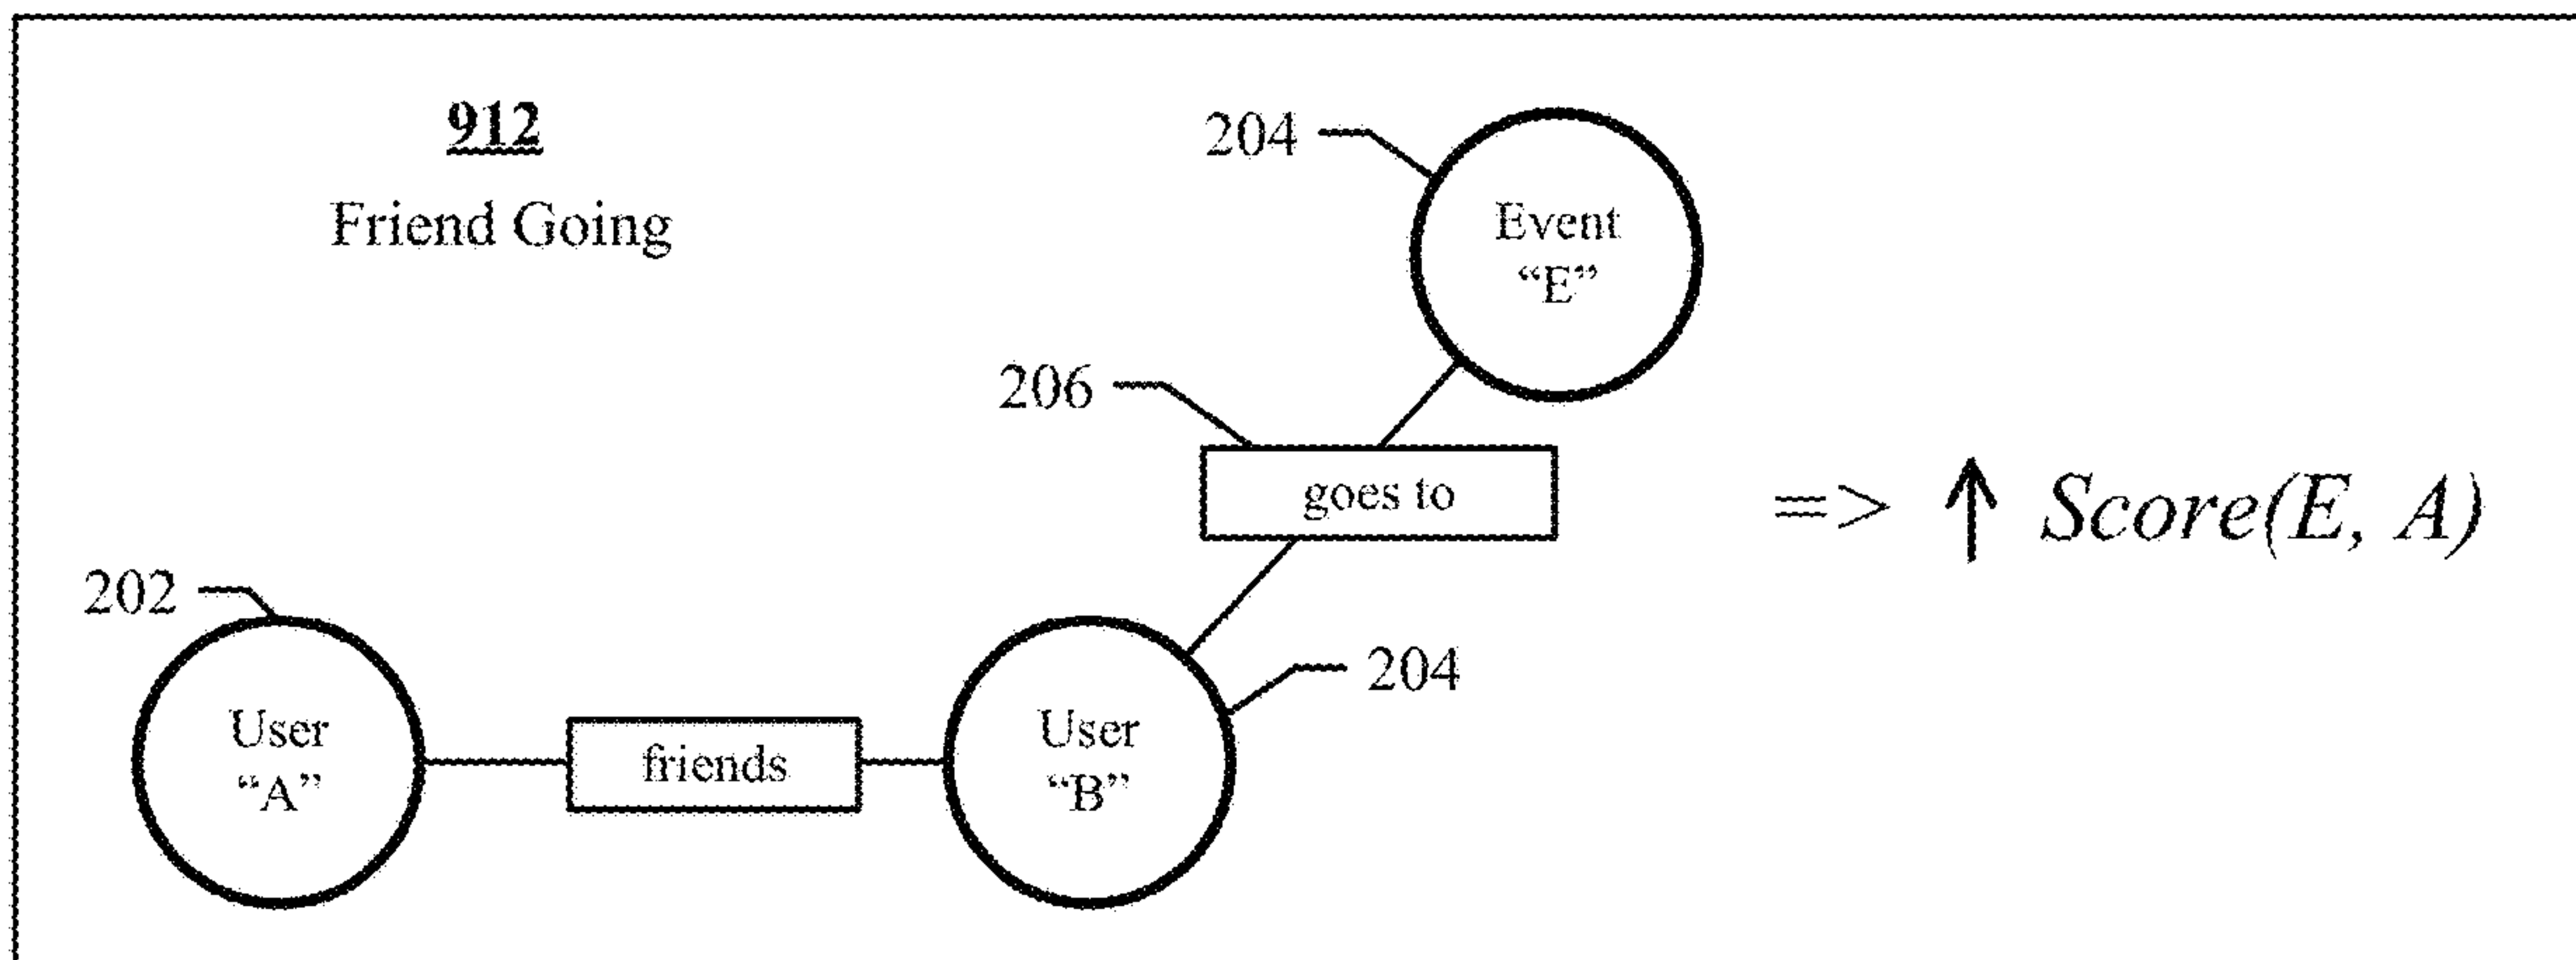 912
Friend Going
204
Event
“E”
206
goes to
=> ↑ Score(E, A)
202
204
User
“A”
friends
User
“B”